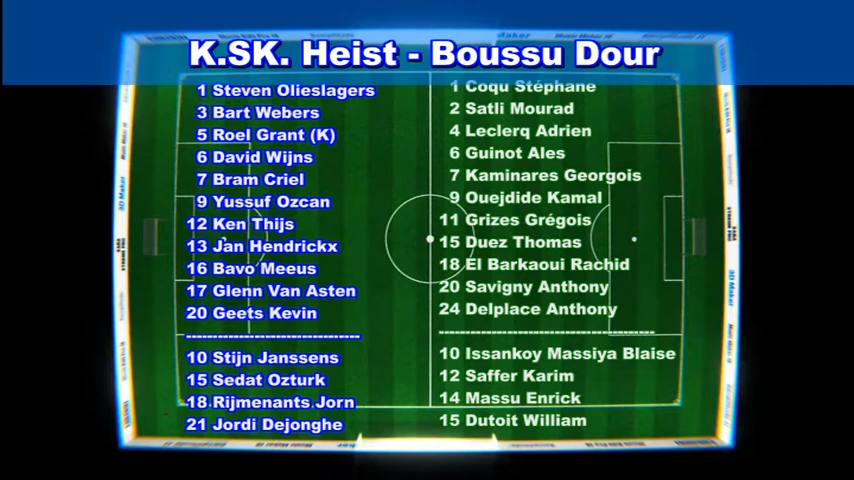 K.SK. Heist - Boussu Dour
1 Steven Olieslagers
3 Bart Webers
5 Roel Grant (K)
6 David Wijns
7 Bram Criel
9 Yussuf Ozcan
12 Ken Thijs
13 Jan Hendrickx
16 Bavo Meeus
17 Glenn Van Asten
20 Geets Kevin
----------------------------------------
10 Stijn Janssens
15 Sedat Ozturk
18 Rijmenants Jorn
21 Jordi Dejonghe
1 Coqu Stéphane
2 Satli Mourad
4 Leclerq Adrien
6 Guinot Ales
7 Kaminares Georgois
9 Ouejdide Kamal
11 Grizes Grégois
15 Duez Thomas
18 El Barkaoui Rachid
20 Savigny Anthony
24 Delplace Anthony
----------------------------------------
10 Issankoy Massiya Blaise
12 Saffer Karim
14 Massu Enrick
15 Dutoit William
3D Maker